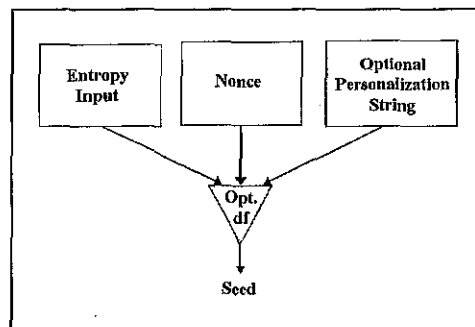 Entropy
Input
Nonce
Optional
Personalization
String
Opt.
df
Seed